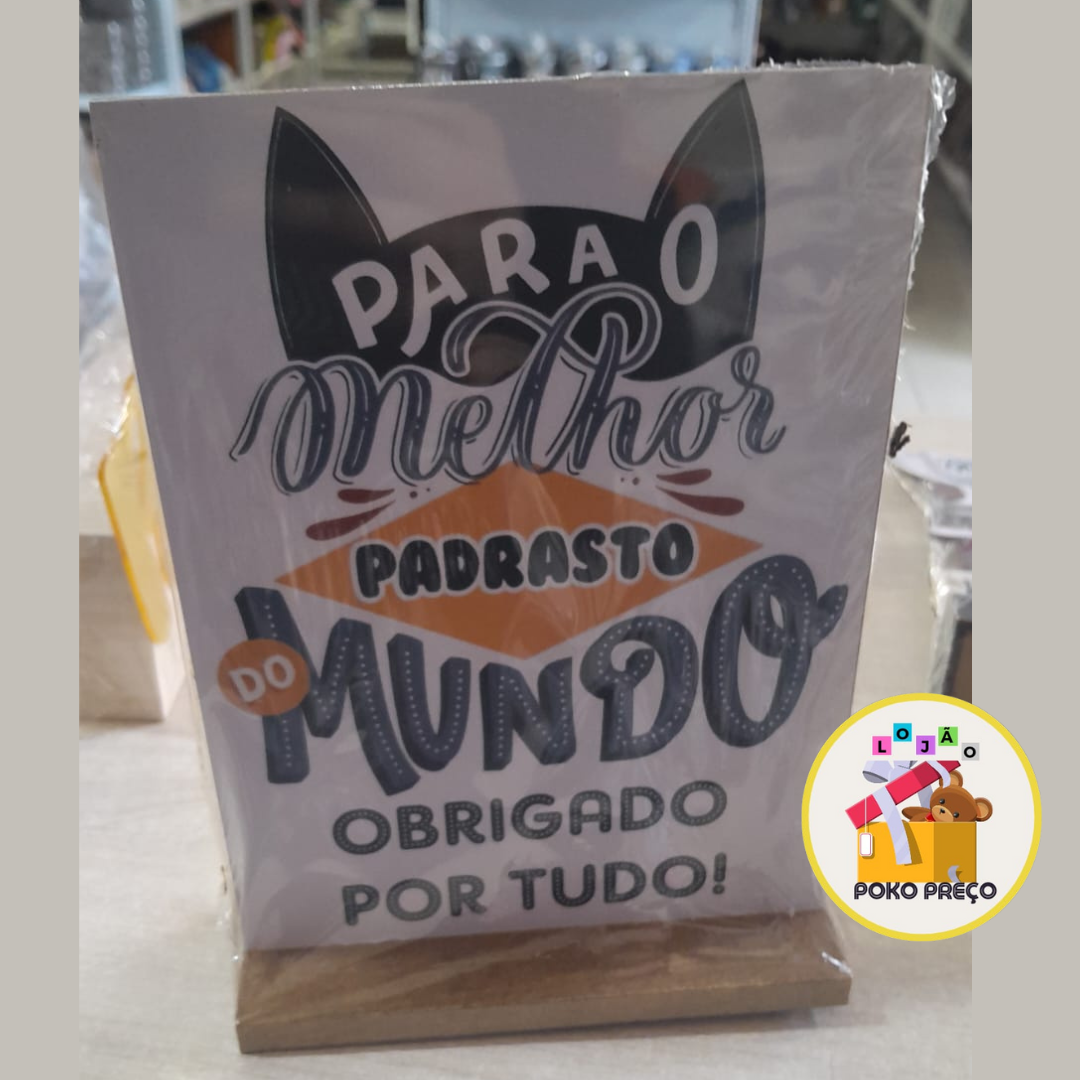 PARA O
melhor
PADRASTO
DO MUNDO
OBRIGADO
POR TUDO!
LOJÃO
POKO PREÇO